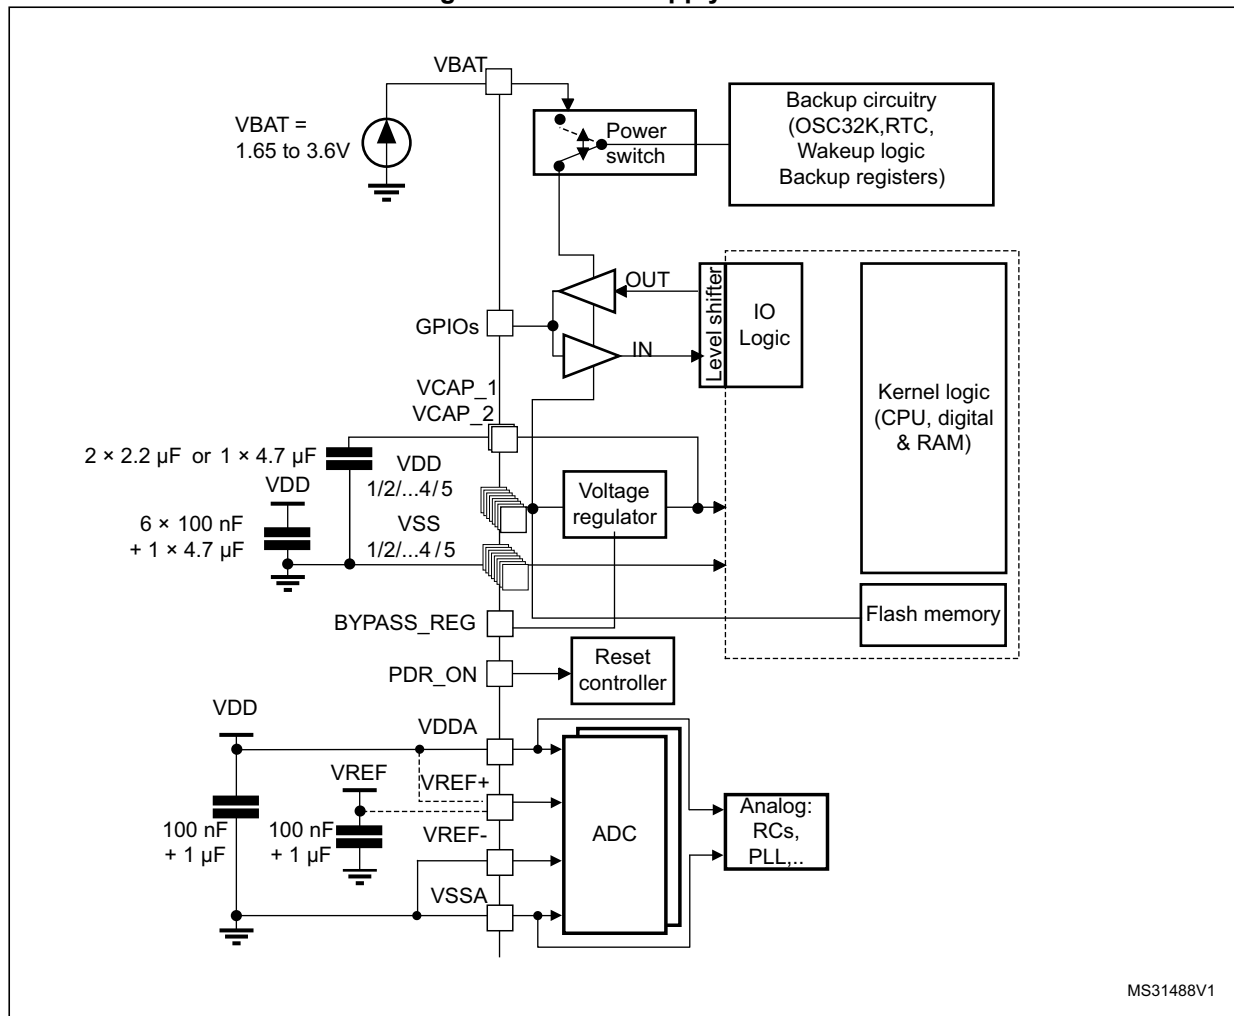 VBAT
VBAT =
1.65 to 3.6V
Power
switch
Backup circuitry
(OSC32K,RTC,
Wakeup logic
Backup registers)
OUT
GPIOs
IN
Level shifter
IO
Logic
Kernel logic
(CPU, digital
& RAM)
VCAP_1
VCAP_2
2 × 2.2 µF or 1 × 4.7 µF
VDD
1/2/...4/5
VDD
6 × 100 nF
+ 1 × 4.7 µF
VSS
1/2/...4/5
Voltage
regulator
Flash memory
BYPASS_REG
PDR_ON
Reset
controller
VDD
VDDA
VREF
VREF+
100 nF
+ 1 µF
100 nF
+ 1 µF
VREF-
VSSA
ADC
Analog:
RCs,
PLL,..
MS31488V1